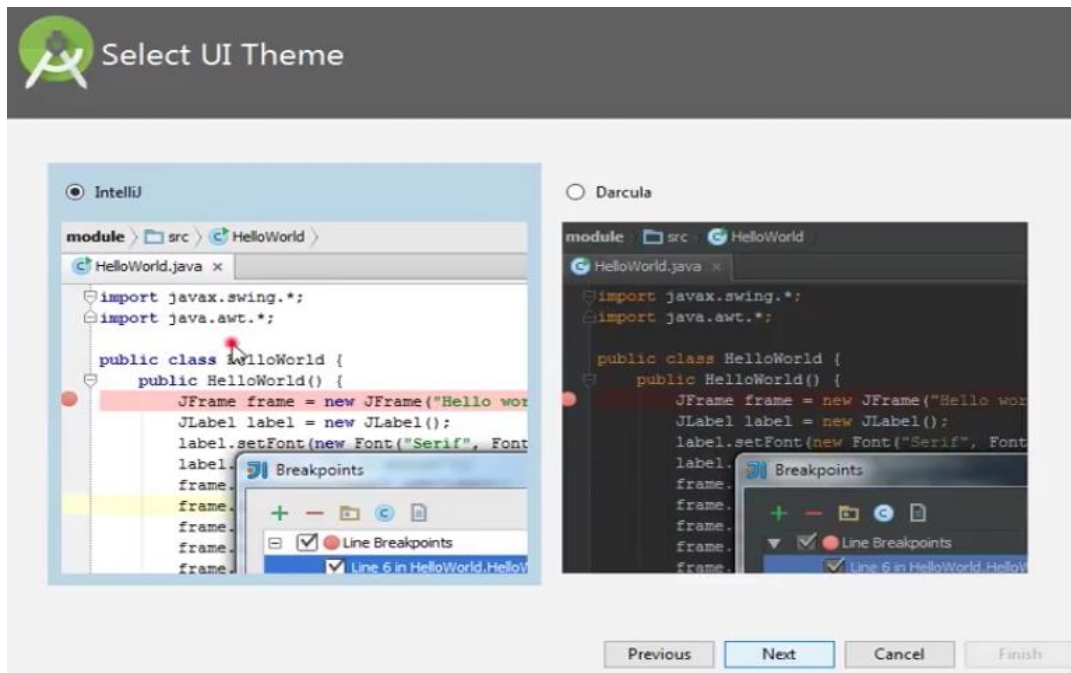 Select UI Theme
IntelliJ
module src HelloWorld
HelloWorld.java ×
import javax.swing.*;
import java.awt.*;
public class HelloWorld {
public HelloWorld() {
JFrame frame = new JFrame("Hello wor
JLabel label = new JLabel();
label.setFont(new Font("Serif", Font
label.
frame.
frame.
frame.
frame.
frame.
Breakpoints
Line Breakpoints
Line 6 in HelloWorld.HelloW
Darcula
module src HelloWorld
HelloWorld.java ×
import javax.swing.*;
import java.awt.*;
public class HelloWorld {
public HelloWorld() {
JFrame frame = new JFrame("Hello wor
JLabel label = new JLabel();
label.setFont(new Font("Serif", Font
label.
frame.
frame.
frame.
frame.
frame.
Breakpoints
Line Breakpoints
Line 6 in HelloWorld.HelloW
Previous Next Cancel Finish